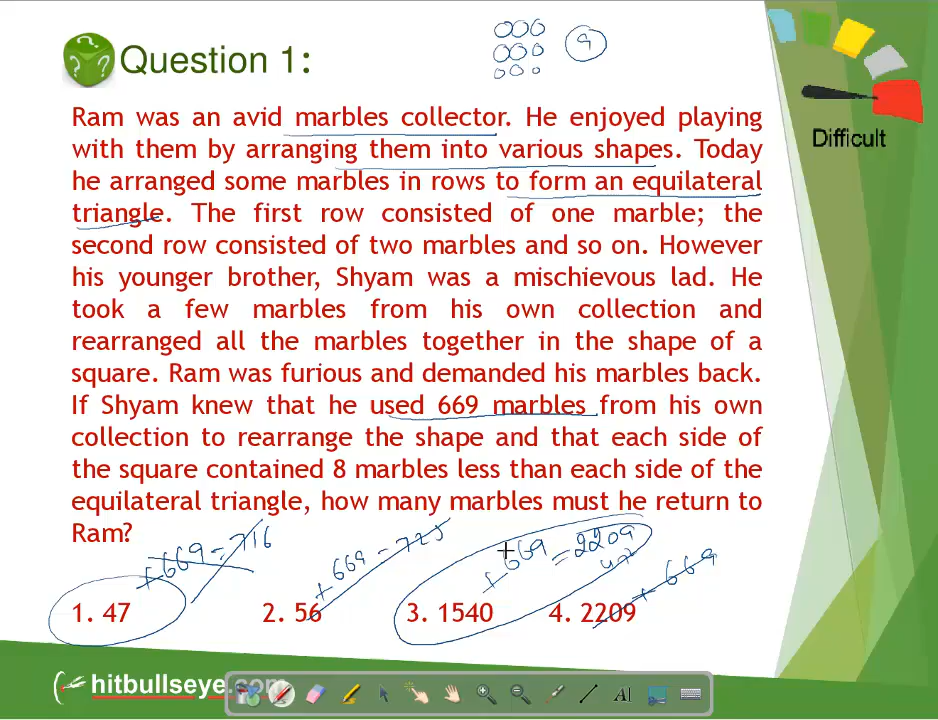 9
Question 1:
Difficult
Ram was an avid marbles collector. He enjoyed playing
with them by arranging them into various shapes. Today
he arranged some marbles in rows to form an equilateral
triangle. The first row consisted of one marble; the
second row consisted of two marbles and so on. However
his younger brother, Shyam was a mischievous lad. He
took a few marbles from his own collection and
rearranged all the marbles together in the shape of a
square. Ram was furious and demanded his marbles back.
If Shyam knew that he used 669 marbles from his own
collection to rearrange the shape and that each side of
the square contained 8 marbles less than each side of the
equilateral triangle, how many marbles must he return to
Ram?
+669=716
+669=725
+669=2209
47²
+669
1. 47 2. 56 3. 1540 4. 2209
hitbullseye.com
A